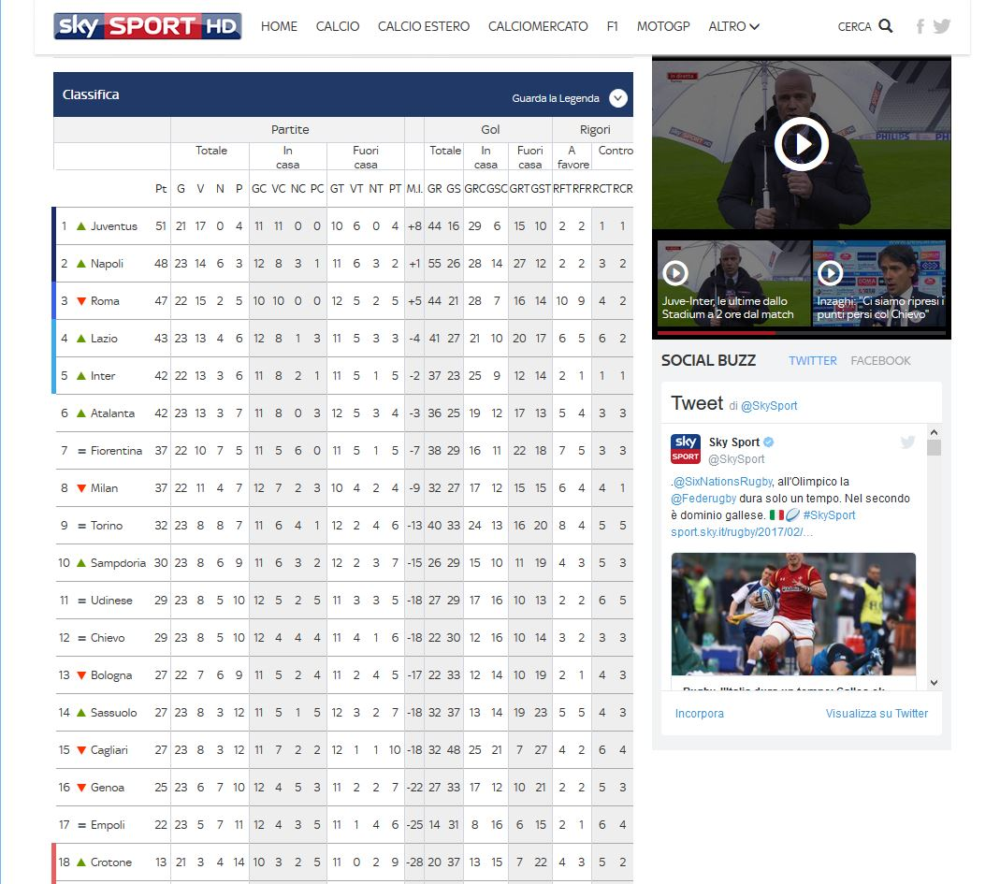 sky SPORT HD HOME CALCIO CALCIO ESTERO CALCIOMERCATO F1 MOTOGP ALTRO CERCA
Classifica Guarda la Legenda
Partite Gol Rigori
Totale In casa Fuori casa Totale In casa Fuori casa A favore Contro
Pt G V N P GC VC NC PC GT VT NT PT M.I. GR GS GRC GSC GRT GST RFT RFR RCT RCR
1 Juventus 51 21 17 0 4 11 11 0 0 10 6 0 4 +8 44 16 29 6 15 10 2 2 1 1
2 Napoli 48 23 14 6 3 12 8 3 1 11 6 3 2 +1 55 26 28 14 27 12 2 2 3 2
3 Roma 47 22 15 2 5 10 10 0 0 12 5 2 5 +5 44 21 28 7 16 14 10 9 4 2
4 Lazio 43 23 13 4 6 12 8 1 3 11 5 3 3 -4 41 27 21 10 20 17 6 5 6 2
5 Inter 42 22 13 3 6 11 8 2 1 11 5 1 5 -2 37 23 25 9 12 14 2 1 1 1
6 Atalanta 42 23 13 3 7 11 8 0 3 12 5 3 4 -3 36 25 19 12 17 13 5 4 3 3
7 = Fiorentina 37 22 10 7 5 11 5 6 0 11 5 1 5 -7 38 29 16 11 22 18 7 5 3 3
8 Milan 37 22 11 4 7 12 7 2 3 10 4 2 4 -9 32 27 17 12 15 15 6 4 4 1
9 = Torino 32 23 8 8 7 11 6 4 1 12 2 4 6 -13 40 33 24 13 16 20 8 4 5 5
10 Sampdoria 30 23 8 6 9 11 6 3 2 12 2 3 7 -15 26 29 15 10 11 19 4 3 5 3
11 = Udinese 29 23 8 5 10 12 5 2 5 11 3 3 5 -18 27 29 17 16 10 13 2 2 6 5
12 = Chievo 29 23 8 5 10 12 4 4 4 11 4 1 6 -18 22 30 12 16 10 14 3 2 3 3
13 Bologna 27 22 7 6 9 11 5 2 4 11 2 4 5 -17 22 33 12 14 10 19 2 1 4 3
14 Sassuolo 27 23 8 3 12 11 5 1 5 12 3 2 7 -18 32 37 13 14 19 23 5 5 4 3
15 Cagliari 27 23 8 3 12 11 7 2 2 12 1 1 10 -18 32 48 25 21 7 27 4 2 6 4
16 Genoa 25 23 6 7 10 12 4 5 3 11 2 2 7 -22 27 33 17 12 10 21 2 2 4 3
17 = Empoli 22 23 5 7 11 12 4 3 5 11 1 4 6 -25 14 31 8 16 6 15 2 1 6 4
18 Crotone 13 21 3 4 14 10 3 2 5 11 0 2 9 -28 20 37 13 15 7 22 4 3 5 2
in diretta
PHILIPS
Juve-Inter, le ultime dallo
Stadium a 2 ore dal match
Inzaghi: "Ci siamo ripresi i
punti persi col Chievo"
SOCIAL BUZZ TWITTER FACEBOOK
Tweet di @SkySport
sky SPORT
Sky Sport
@SkySport
.@SixNationsRugby, all'Olimpico la
@Federugby dura solo un tempo. Nel secondo
è dominio gallese. #SkySport
sport.sky.it/rugby/2017/02/...
Incorpora Visualizza su Twitter